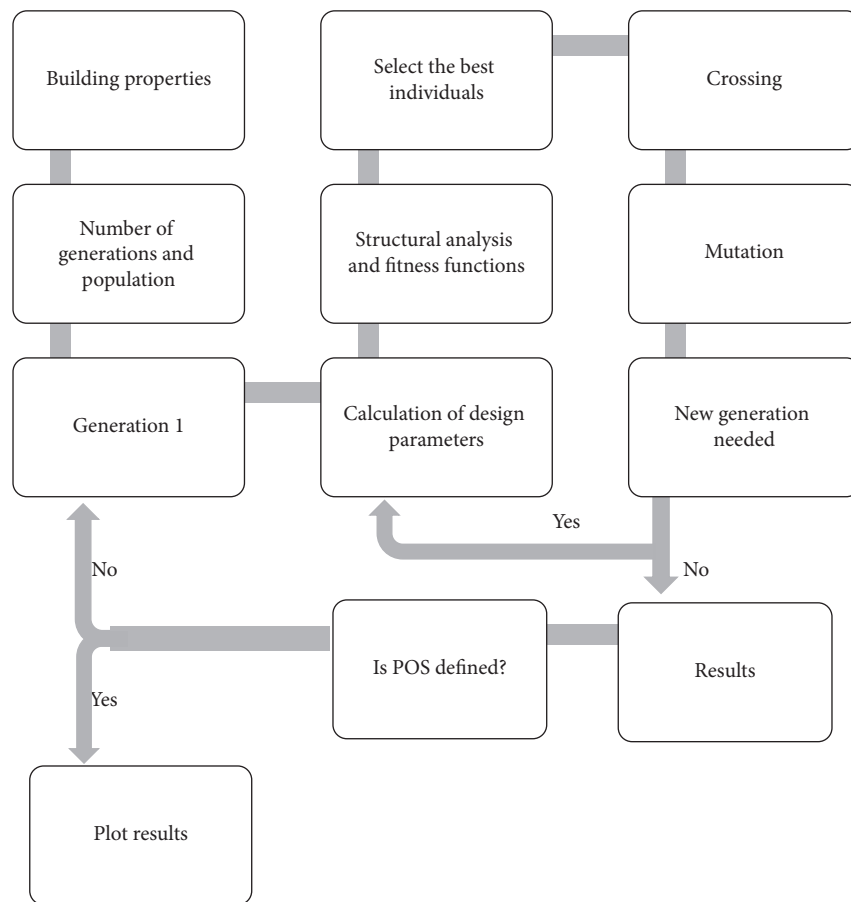 Building properties
Number of
generations and
population
Generation 1
Calculation of design
parameters
Structural analysis
and fitness functions
Select the best
individuals
Crossing
Mutation
New generation
needed
Yes
No
Results
Is POS defined?
No
Yes
Plot results